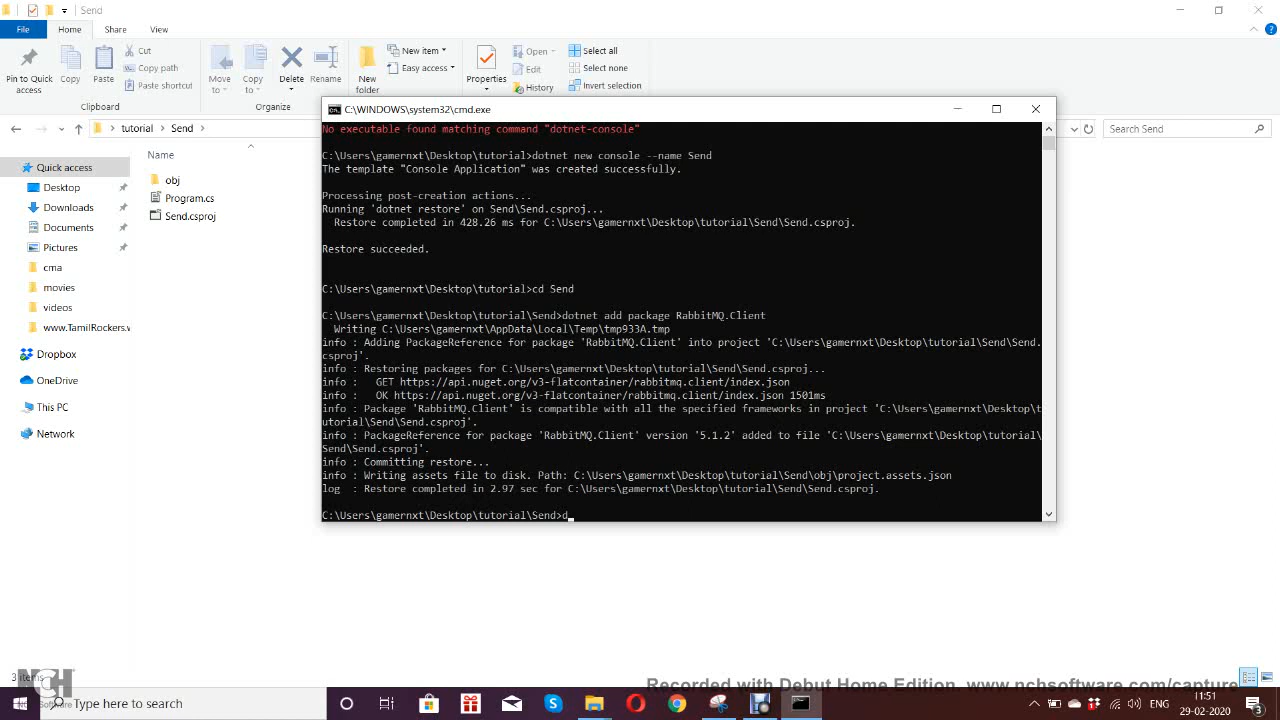 Send
File
Home
Share
View
Pin to Quick access
Copy
Paste
Cut
Copy path
Paste shortcut
Clipboard
Move to
Copy to
Delete
Rename
Organize
New folder
New item
Easy access
Properties
Open
Edit
History
Select all
Select none
Invert selection
tutorial
Send
Search Send
Quick access
Desktop
Downloads
Documents
Pictures
cma
movies
videos
www.TamilRockers.
Dropbox
OneDrive
This PC
Network
Name
obj
Program.cs
Send.csproj
C:\WINDOWS\system32\cmd.exe
No executable found matching command "dotnet-console"
C:\Users\gamernxt\Desktop\tutorial>dotnet new console --name Send
The template "Console Application" was created successfully.
Processing post-creation actions...
Running 'dotnet restore' on Send\Send.csproj...
Restore completed in 428.26 ms for C:\Users\gamernxt\Desktop\tutorial\Send\Send.csproj.
Restore succeeded.
C:\Users\gamernxt\Desktop\tutorial>cd Send
C:\Users\gamernxt\Desktop\tutorial\Send>dotnet add package RabbitMQ.Client
Writing C:\Users\gamernxt\AppData\Local\Temp\tmp933A.tmp
info : Adding PackageReference for package 'RabbitMQ.Client' into project 'C:\Users\gamernxt\Desktop\tutorial\Send\Send.
csproj'.
info : Restoring packages for C:\Users\gamernxt\Desktop\tutorial\Send\Send.csproj...
info :   GET https://api.nuget.org/v3-flatcontainer/rabbitmq.client/index.json
info :   OK https://api.nuget.org/v3-flatcontainer/rabbitmq.client/index.json 1501ms
info : Package 'RabbitMQ.Client' is compatible with all the specified frameworks in project 'C:\Users\gamernxt\Desktop\t
utorial\Send\Send.csproj'.
info : PackageReference for package 'RabbitMQ.Client' version '5.1.2' added to file 'C:\Users\gamernxt\Desktop\tutorial\
Send\Send.csproj'.
info : Committing restore...
info : Writing assets file to disk. Path: C:\Users\gamernxt\Desktop\tutorial\Send\obj\project.assets.json
log  : Restore completed in 2.97 sec for C:\Users\gamernxt\Desktop\tutorial\Send\Send.csproj.
C:\Users\gamernxt\Desktop\tutorial\Send>d
3 items
NCH
Software
Recorded with Debut Home Edition. www.nchsoftware.com/capture
Type here to search
ENG
11:51
29-02-2020
3